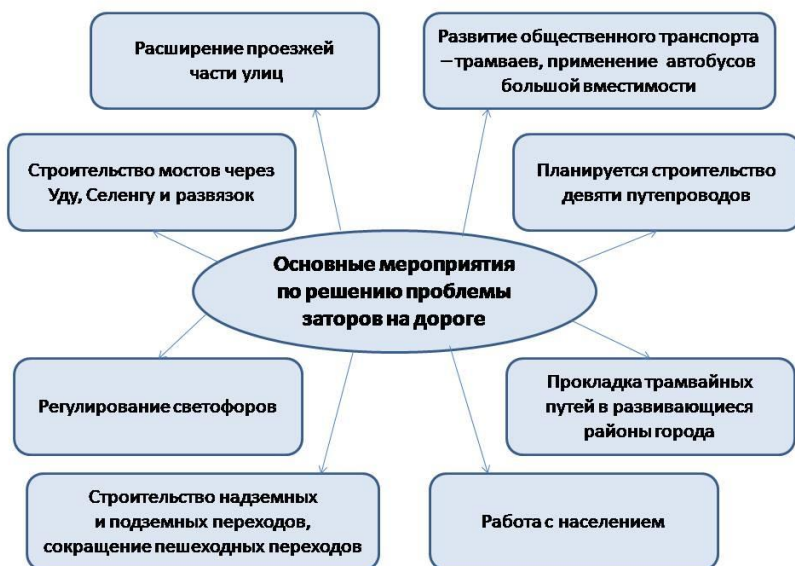 Расширение проезжей
части улиц
Развитие общественного транспорта
– трамваев, применение автобусов
большой вместимости
Строительство мостов через
Уду, Селенгу и развязок
Планируется строительство
девяти путепроводов
Основные мероприятия
по решению проблемы
заторов на дороге
Регулирование светофоров
Прокладка трамвайных
путей в развивающиеся
районы города
Строительство надземных
и подземных переходов,
сокращение пешеходных переходов
Работа с населением